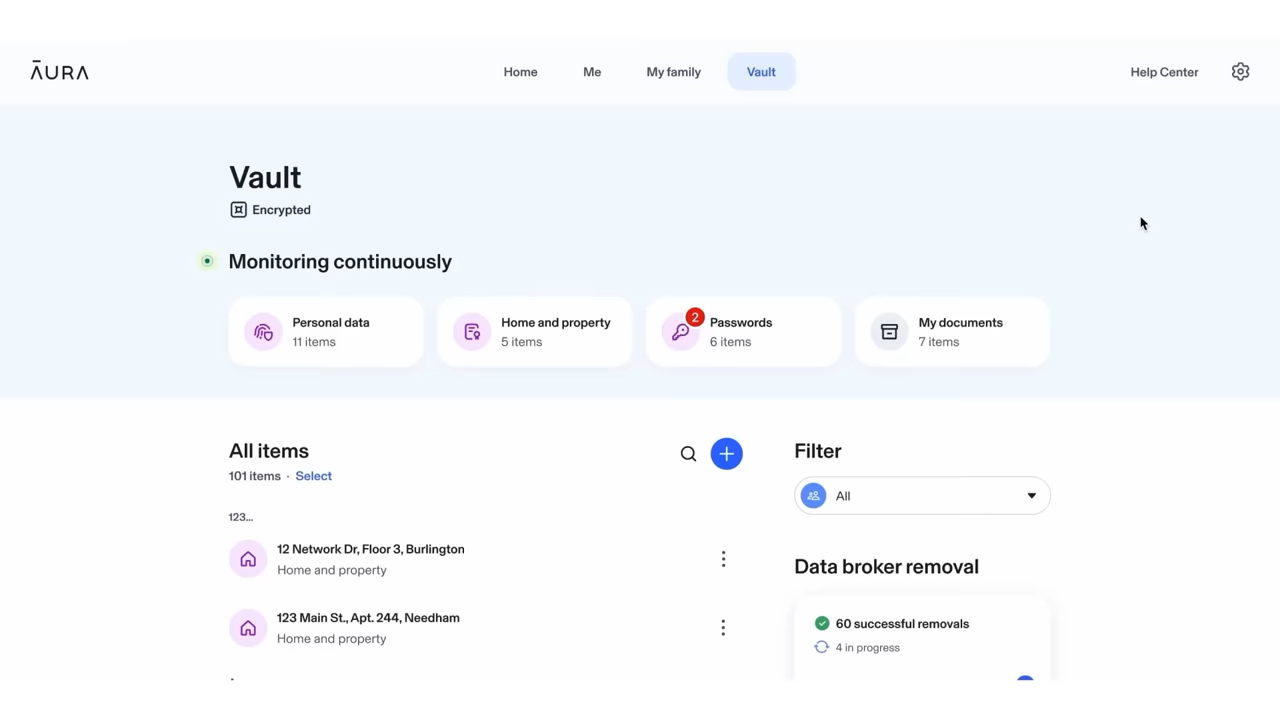 ĀURA
Home
Me
My family
Vault
Help Center
Vault
Encrypted
Monitoring continuously
Personal data
11 items
Home and property
5 items
2
Passwords
6 items
My documents
7 items
All items
101 items · Select
123...
12 Network Dr, Floor 3, Burlington
Home and property
123 Main St., Apt. 244, Needham
Home and property
Filter
All
Data broker removal
60 successful removals
4 in progress